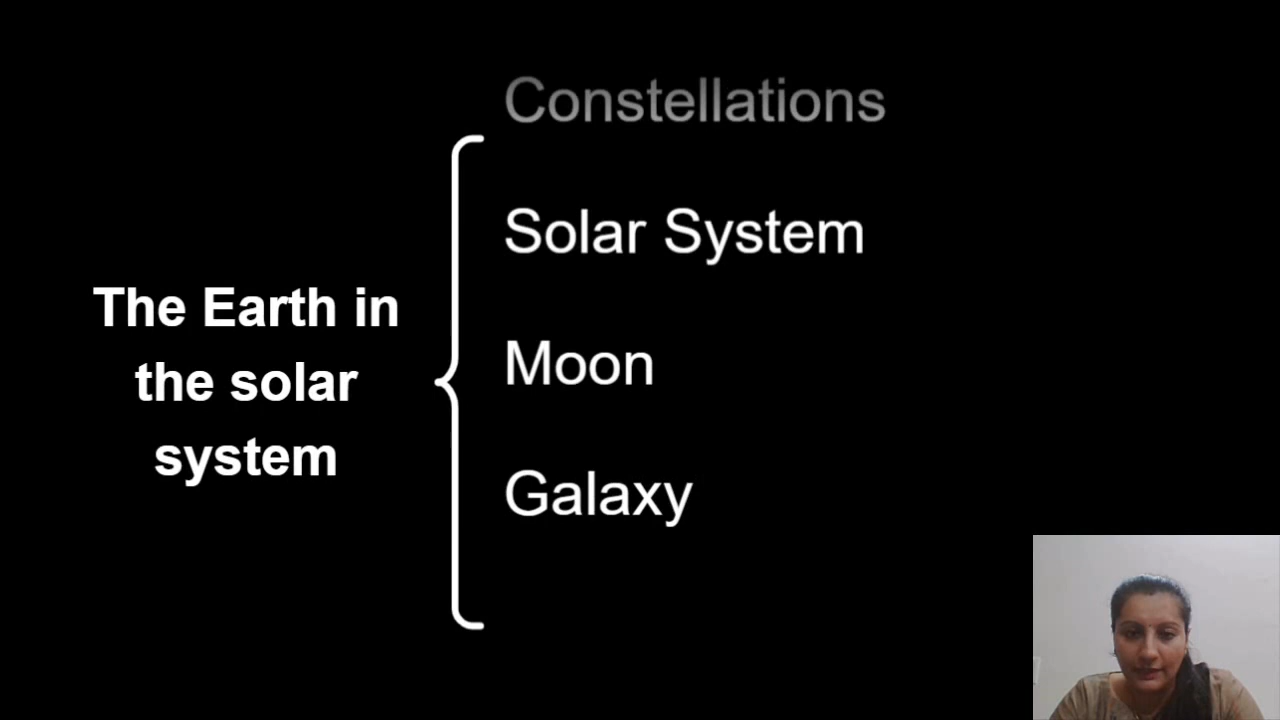 Constellations
Solar System
The Earth in
the solar
system
Moon
Galaxy